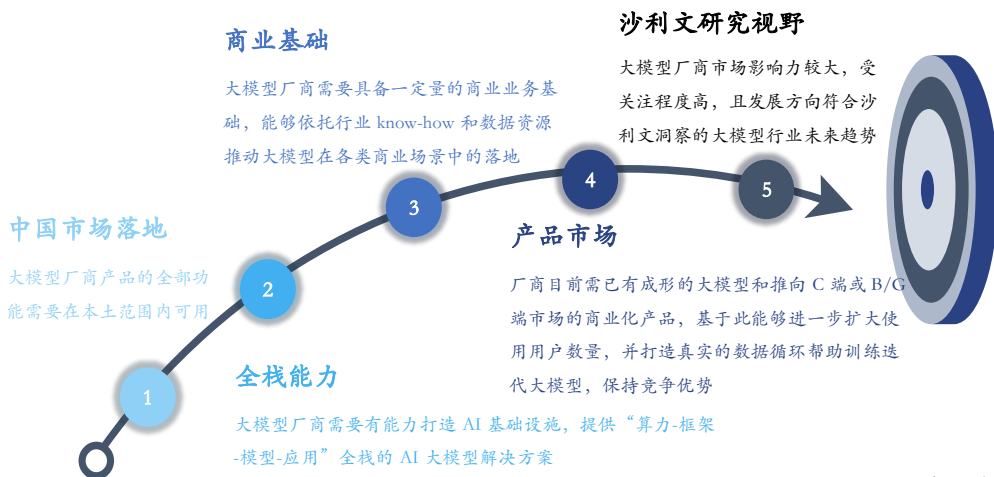 商业基础
大模型厂商需要具备一定量的商业业务基
础，能够依托行业 know-how 和数据资源
推动大模型在各类商业场景中的落地
沙利文研究视野
大模型厂商市场影响力较大，受
关注程度高，且发展方向符合沙
利文洞察的大模型行业未来趋势
中国市场落地
大模型厂商产品的全部功
能需要在本土范围内可用
1
2
3
4
5
产品市场
厂商目前需已有成形的大模型和推向 C 端或 B/G
端市场的商业化产品，基于此能够进一步扩大使
用用户数量，并打造真实的数据循环帮助训练迭
代大模型，保持竞争优势
全栈能力
大模型厂商需要有能力打造 AI 基础设施，提供“算力-框架
-模型-应用”全栈的 AI 大模型解决方案